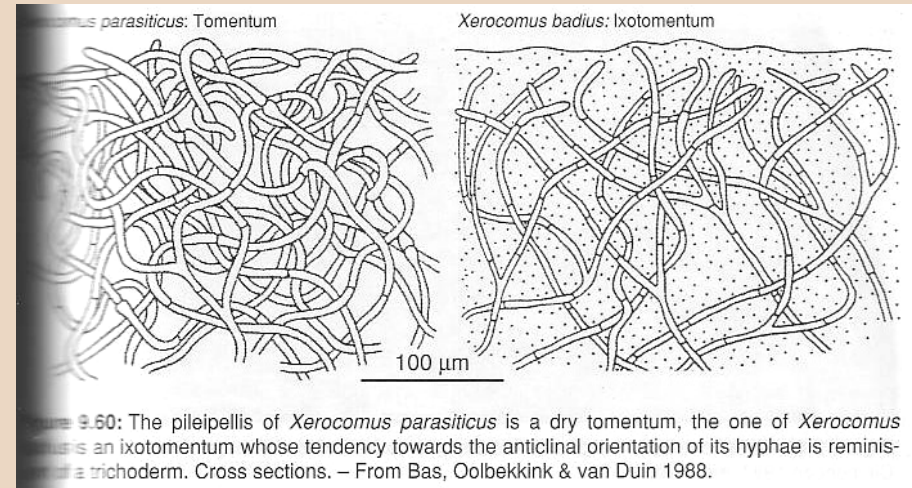 parasiticus: Tomentum
Xerocomus badius: Ixotomentum
100 µm
9.60: The pileipellis of Xerocomus parasiticus is a dry tomentum, the one of Xerocomus
is an ixotomentum whose tendency towards the anticlinal orientation of its hyphae is reminis-
a trichoderm. Cross sections. – From Bas, Oolbekkink & van Duin 1988.